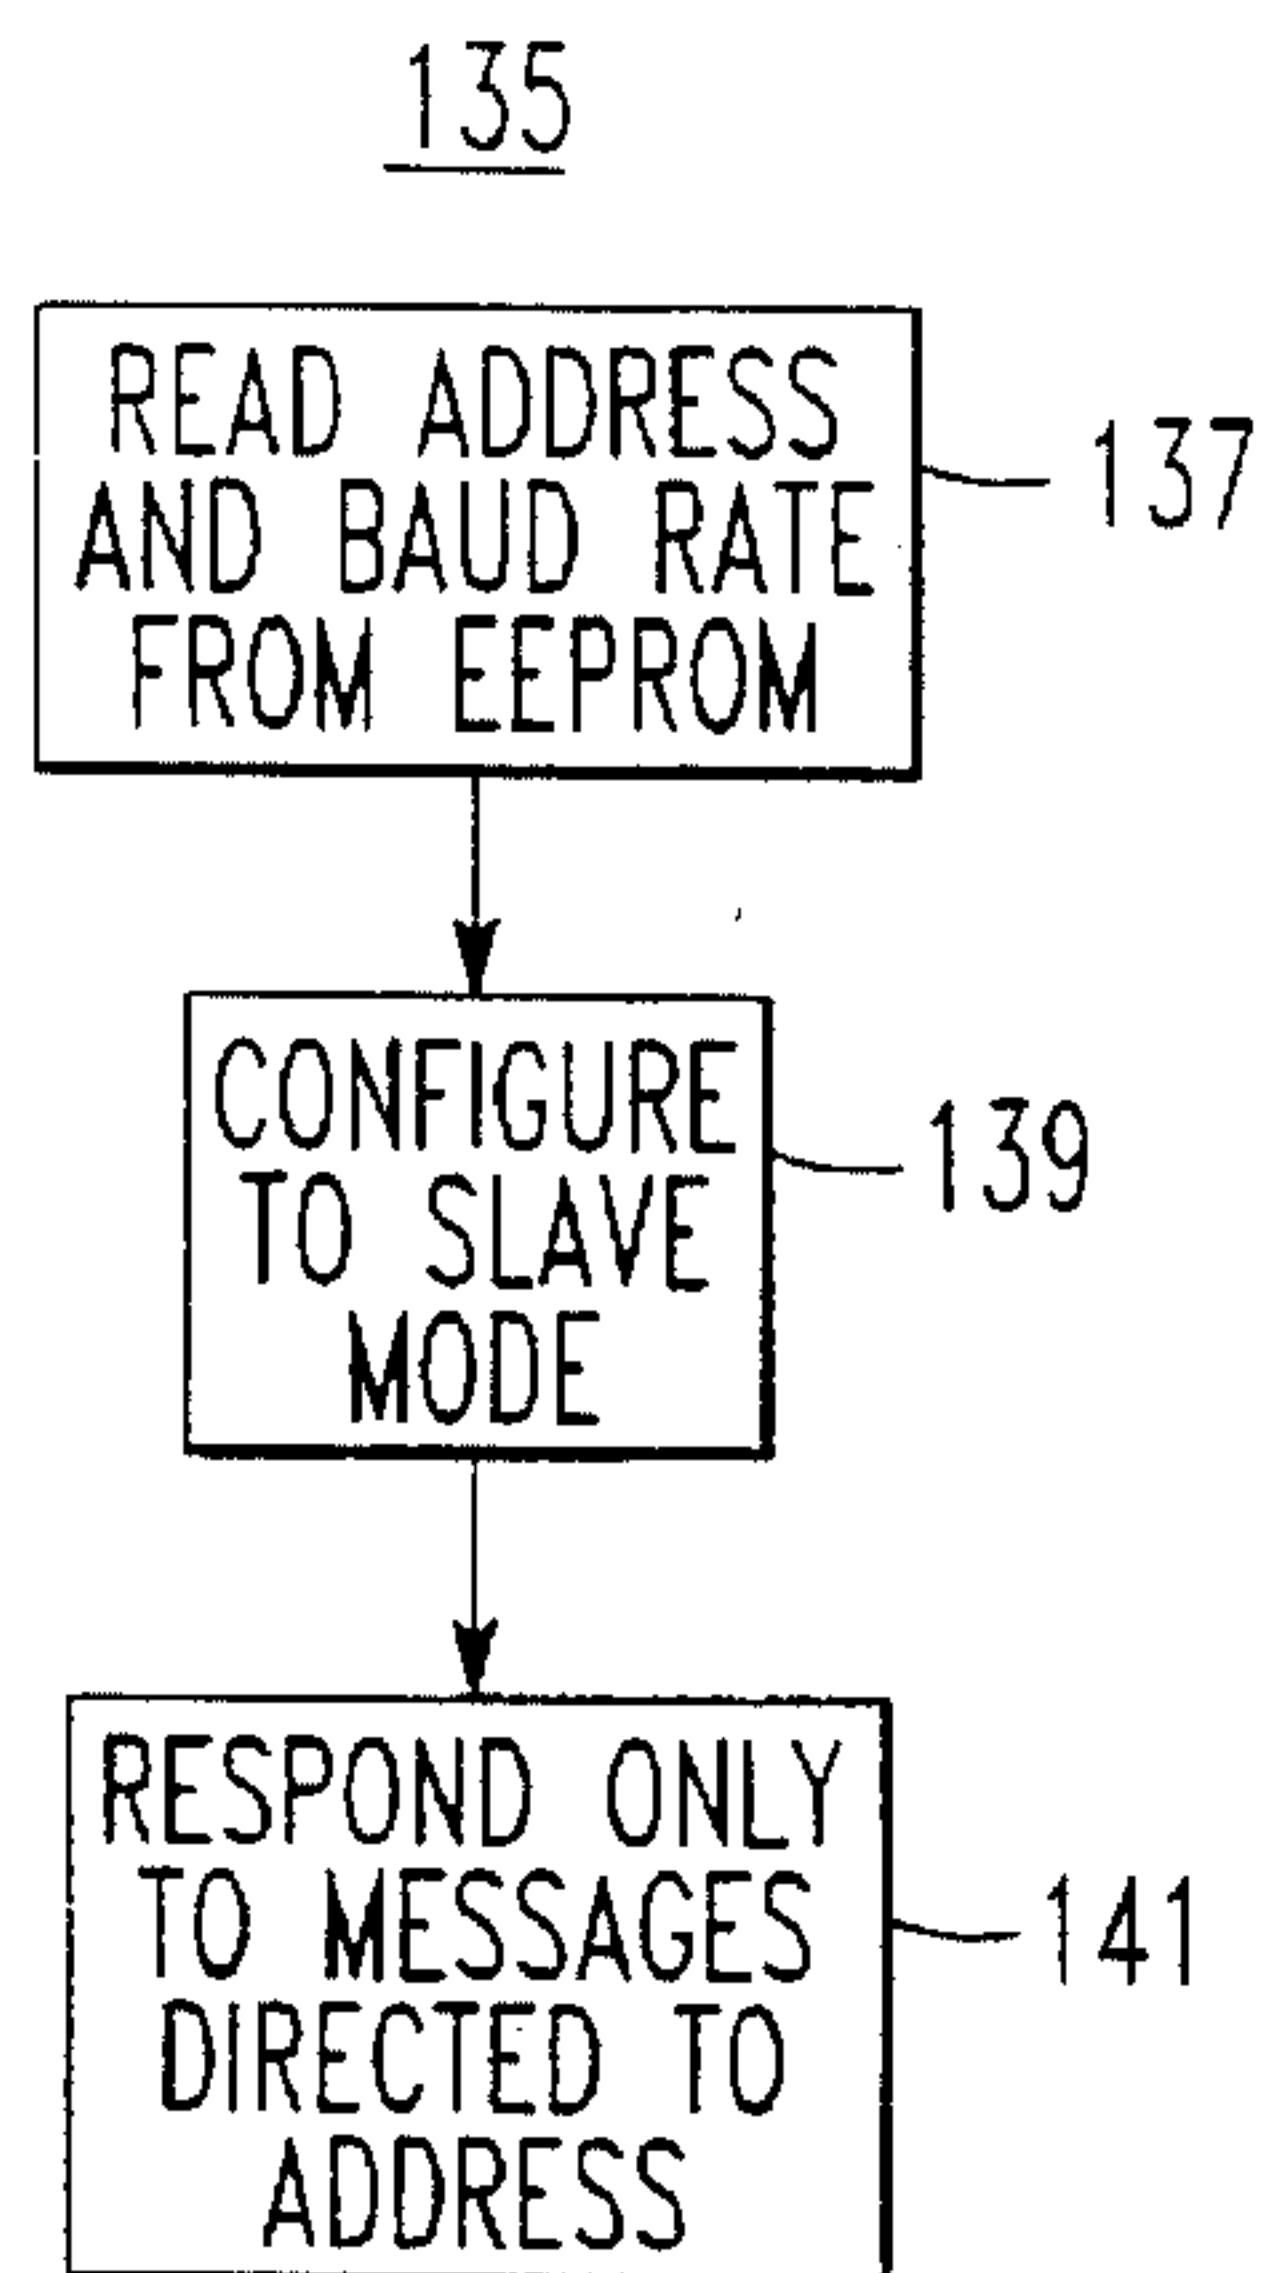 135
READ ADDRESS
AND BAUD RATE
FROM EEPROM
137
CONFIGURE
TO SLAVE
MODE
139
RESPOND ONLY
TO MESSAGES
DIRECTED TO
ADDRESS
141